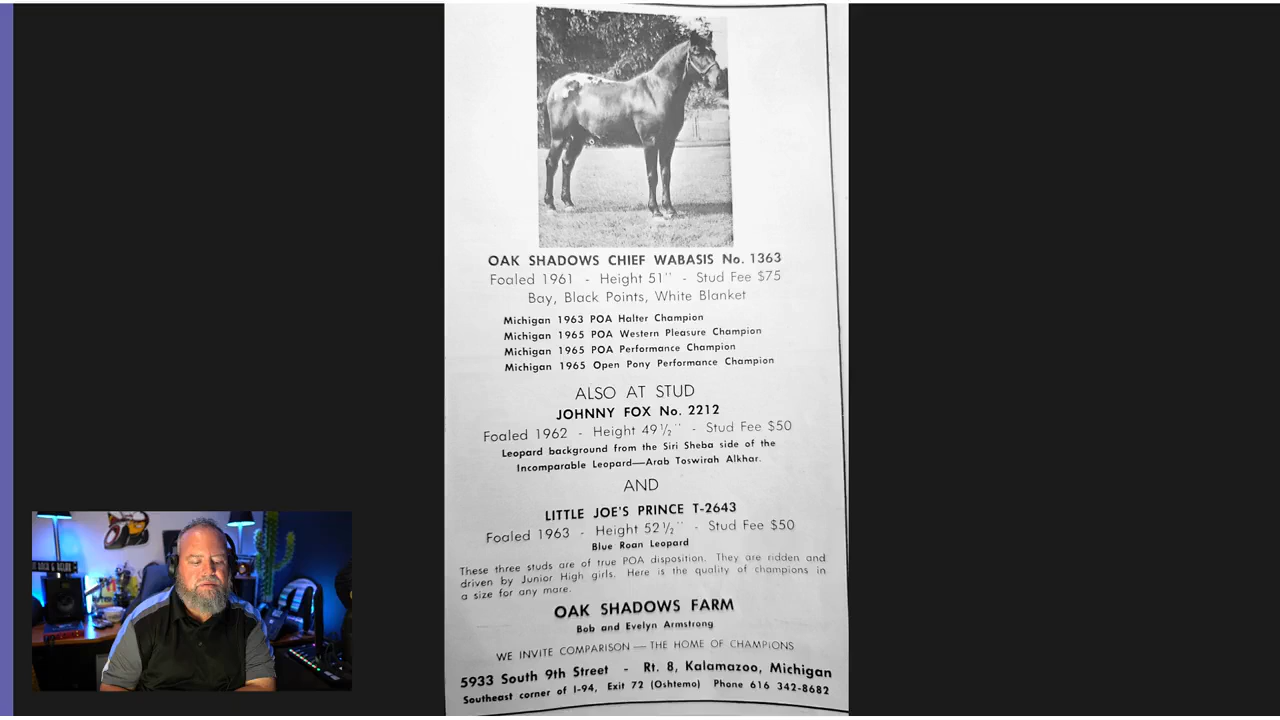 OAK SHADOWS CHIEF WABASIS No. 1363
Foaled 1961 - Height 51'' - Stud Fee $75
Bay, Black Points, White Blanket
Michigan 1963 POA Halter Champion
Michigan 1965 POA Western Pleasure Champion
Michigan 1965 POA Performance Champion
Michigan 1965 Open Pony Performance Champion
ALSO AT STUD
JOHNNY FOX No. 2212
Foaled 1962 - Height 49½'' - Stud Fee $50
Leopard background from the Siri Sheba side of the
Incomparable Leopard—Arab Toswirah Alkhar.
AND
LITTLE JOE'S PRINCE T-2643
Foaled 1963 - Height 52½'' - Stud Fee $50
Blue Roan Leopard
These three studs are of true POA disposition. They are ridden and
driven by Junior High girls. Here is the quality of champions in
a size for any mare.
OAK SHADOWS FARM
Bob and Evelyn Armstrong
WE INVITE COMPARISON — THE HOME OF CHAMPIONS
5933 South 9th Street - Rt. 8, Kalamazoo, Michigan
Southeast corner of I-94, Exit 72 (Oshtemo) Phone 616 342-8682